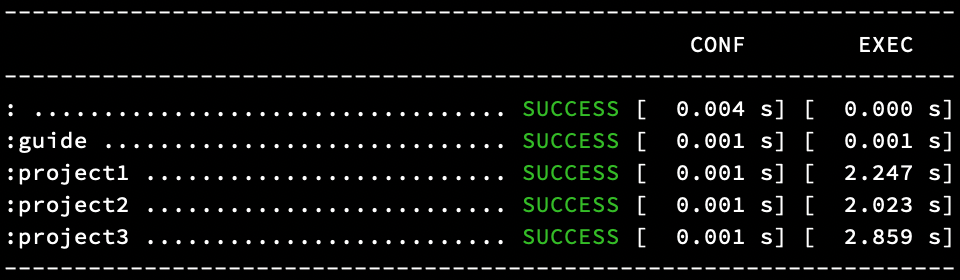 --------------------------------------------------------------------
                                                 CONF        EXEC
--------------------------------------------------------------------
: .................................. SUCCESS [  0.004 s] [  0.000 s]
:guide ............................. SUCCESS [  0.001 s] [  0.001 s]
:project1 .......................... SUCCESS [  0.001 s] [  2.247 s]
:project2 .......................... SUCCESS [  0.001 s] [  2.023 s]
:project3 .......................... SUCCESS [  0.001 s] [  2.859 s]
--------------------------------------------------------------------